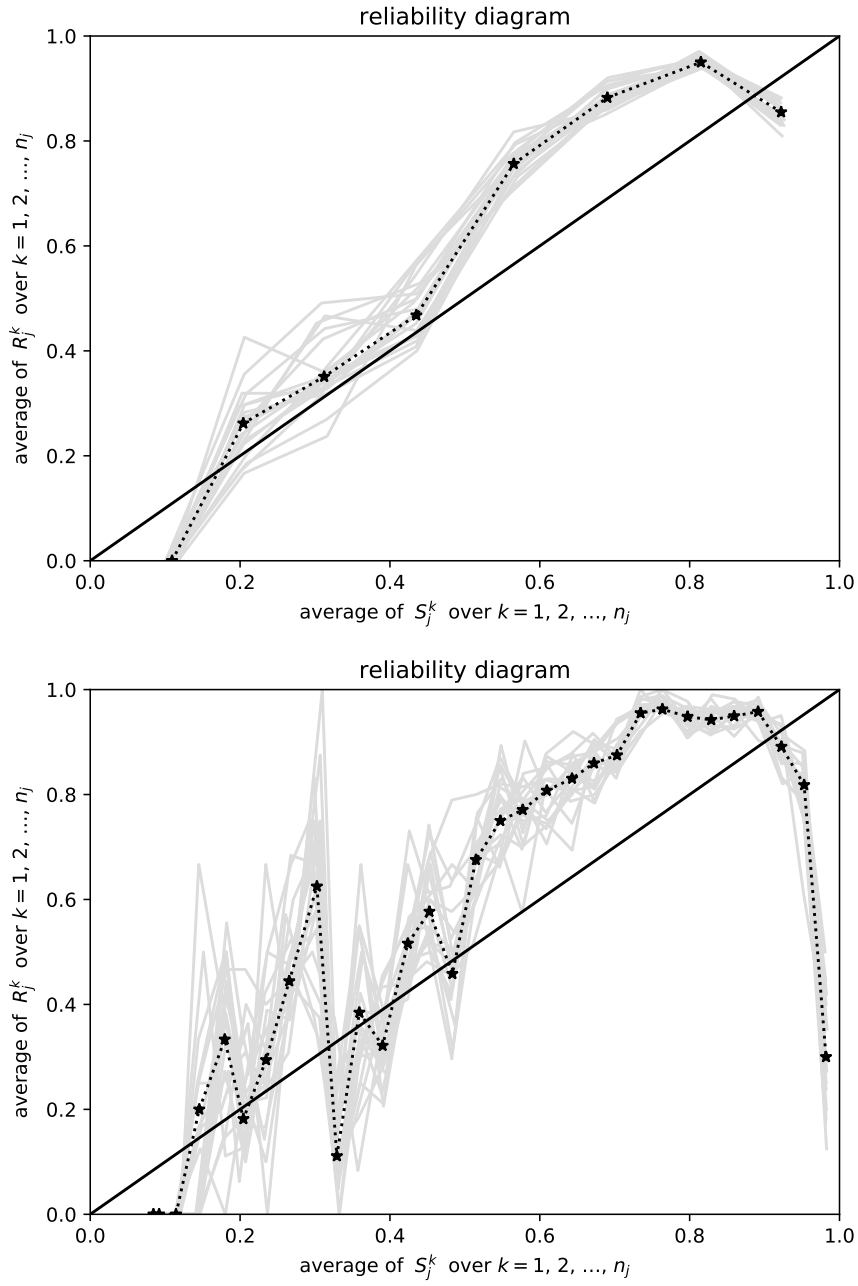 reliability diagram
1.0
0.8
0.6
0.4
0.2
0.0
average of R_j^k over k = 1, 2, ..., n_j
0.0 0.2 0.4 0.6 0.8 1.0
average of S_j^k over k = 1, 2, ..., n_j
reliability diagram
1.0
0.8
0.6
0.4
0.2
0.0
average of R_j^k over k = 1, 2, ..., n_j
0.0 0.2 0.4 0.6 0.8 1.0
average of S_j^k over k = 1, 2, ..., n_j